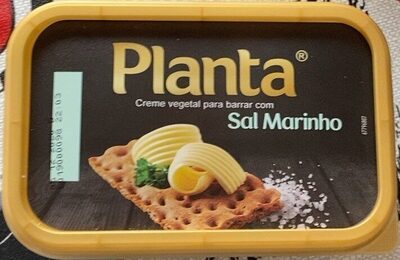 Planta®
Creme vegetal para barrar com
Sal Marinho